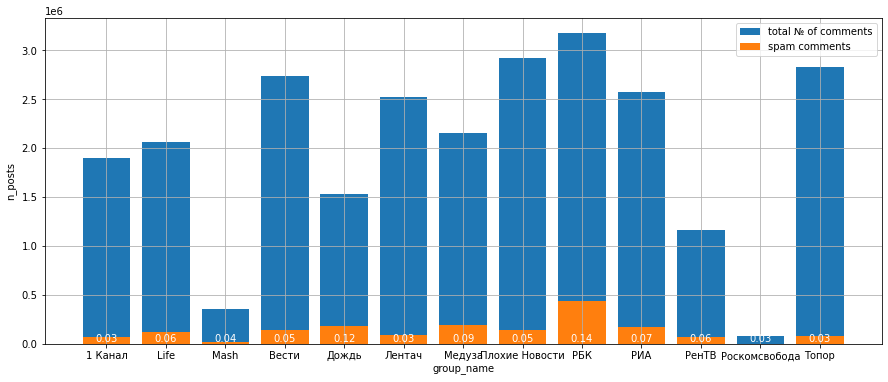 1e6
total № of comments
spam comments
3.0
2.5
2.0
1.5
1.0
0.5
0.0
n_posts
0.03 0.06 0.04 0.05 0.12 0.03 0.09 0.05 0.14 0.07 0.06 0.03 0.03
1 Канал Life Mash Вести Дождь Лентач Медуза Плохие Новости РБК РИА РенТВ Роскомсвобода Топор
group_name